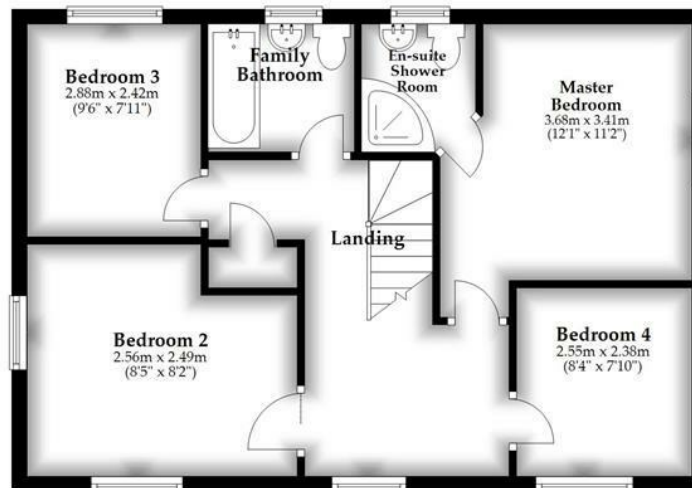 Bedroom 3
2.88m x 2.42m
(9'6" x 7'11")
Family
Bathroom
En-suite
Shower
Room
Master
Bedroom
3.68m x 3.41m
(12'1" x 11'2")
Landing
Bedroom 2
2.56m x 2.49m
(8'5" x 8'2")
Bedroom 4
2.55m x 2.38m
(8'4" x 7'10")